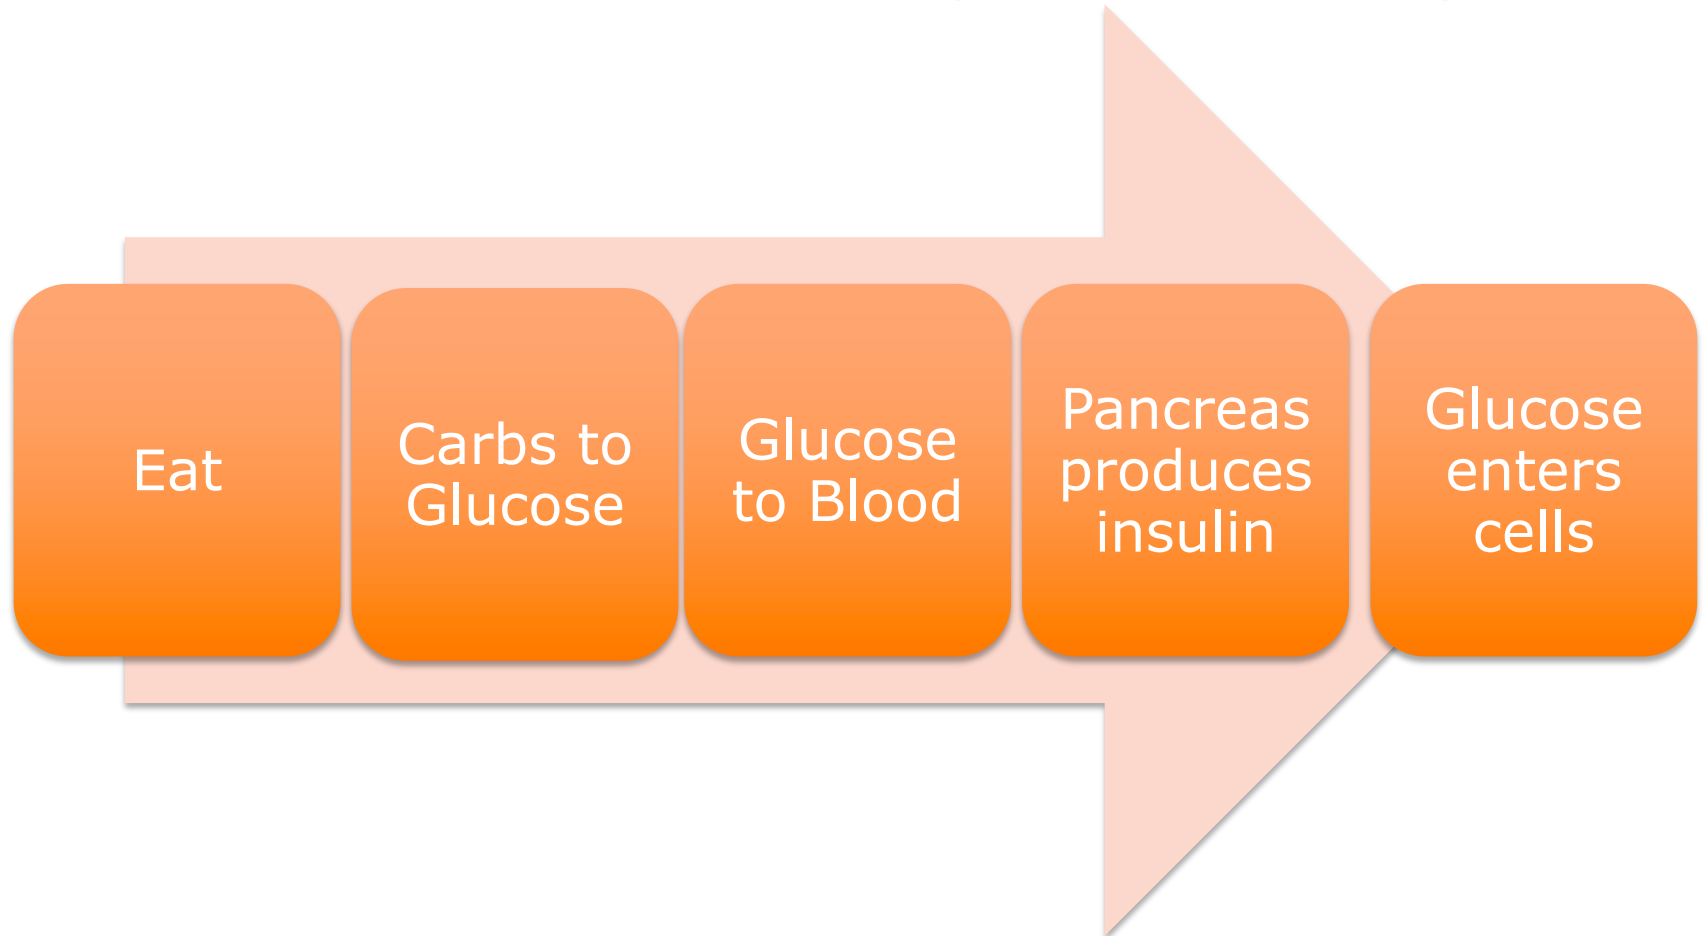 Eat
Carbs to
Glucose
Glucose
to Blood
Pancreas
produces
insulin
Glucose
enters
cells